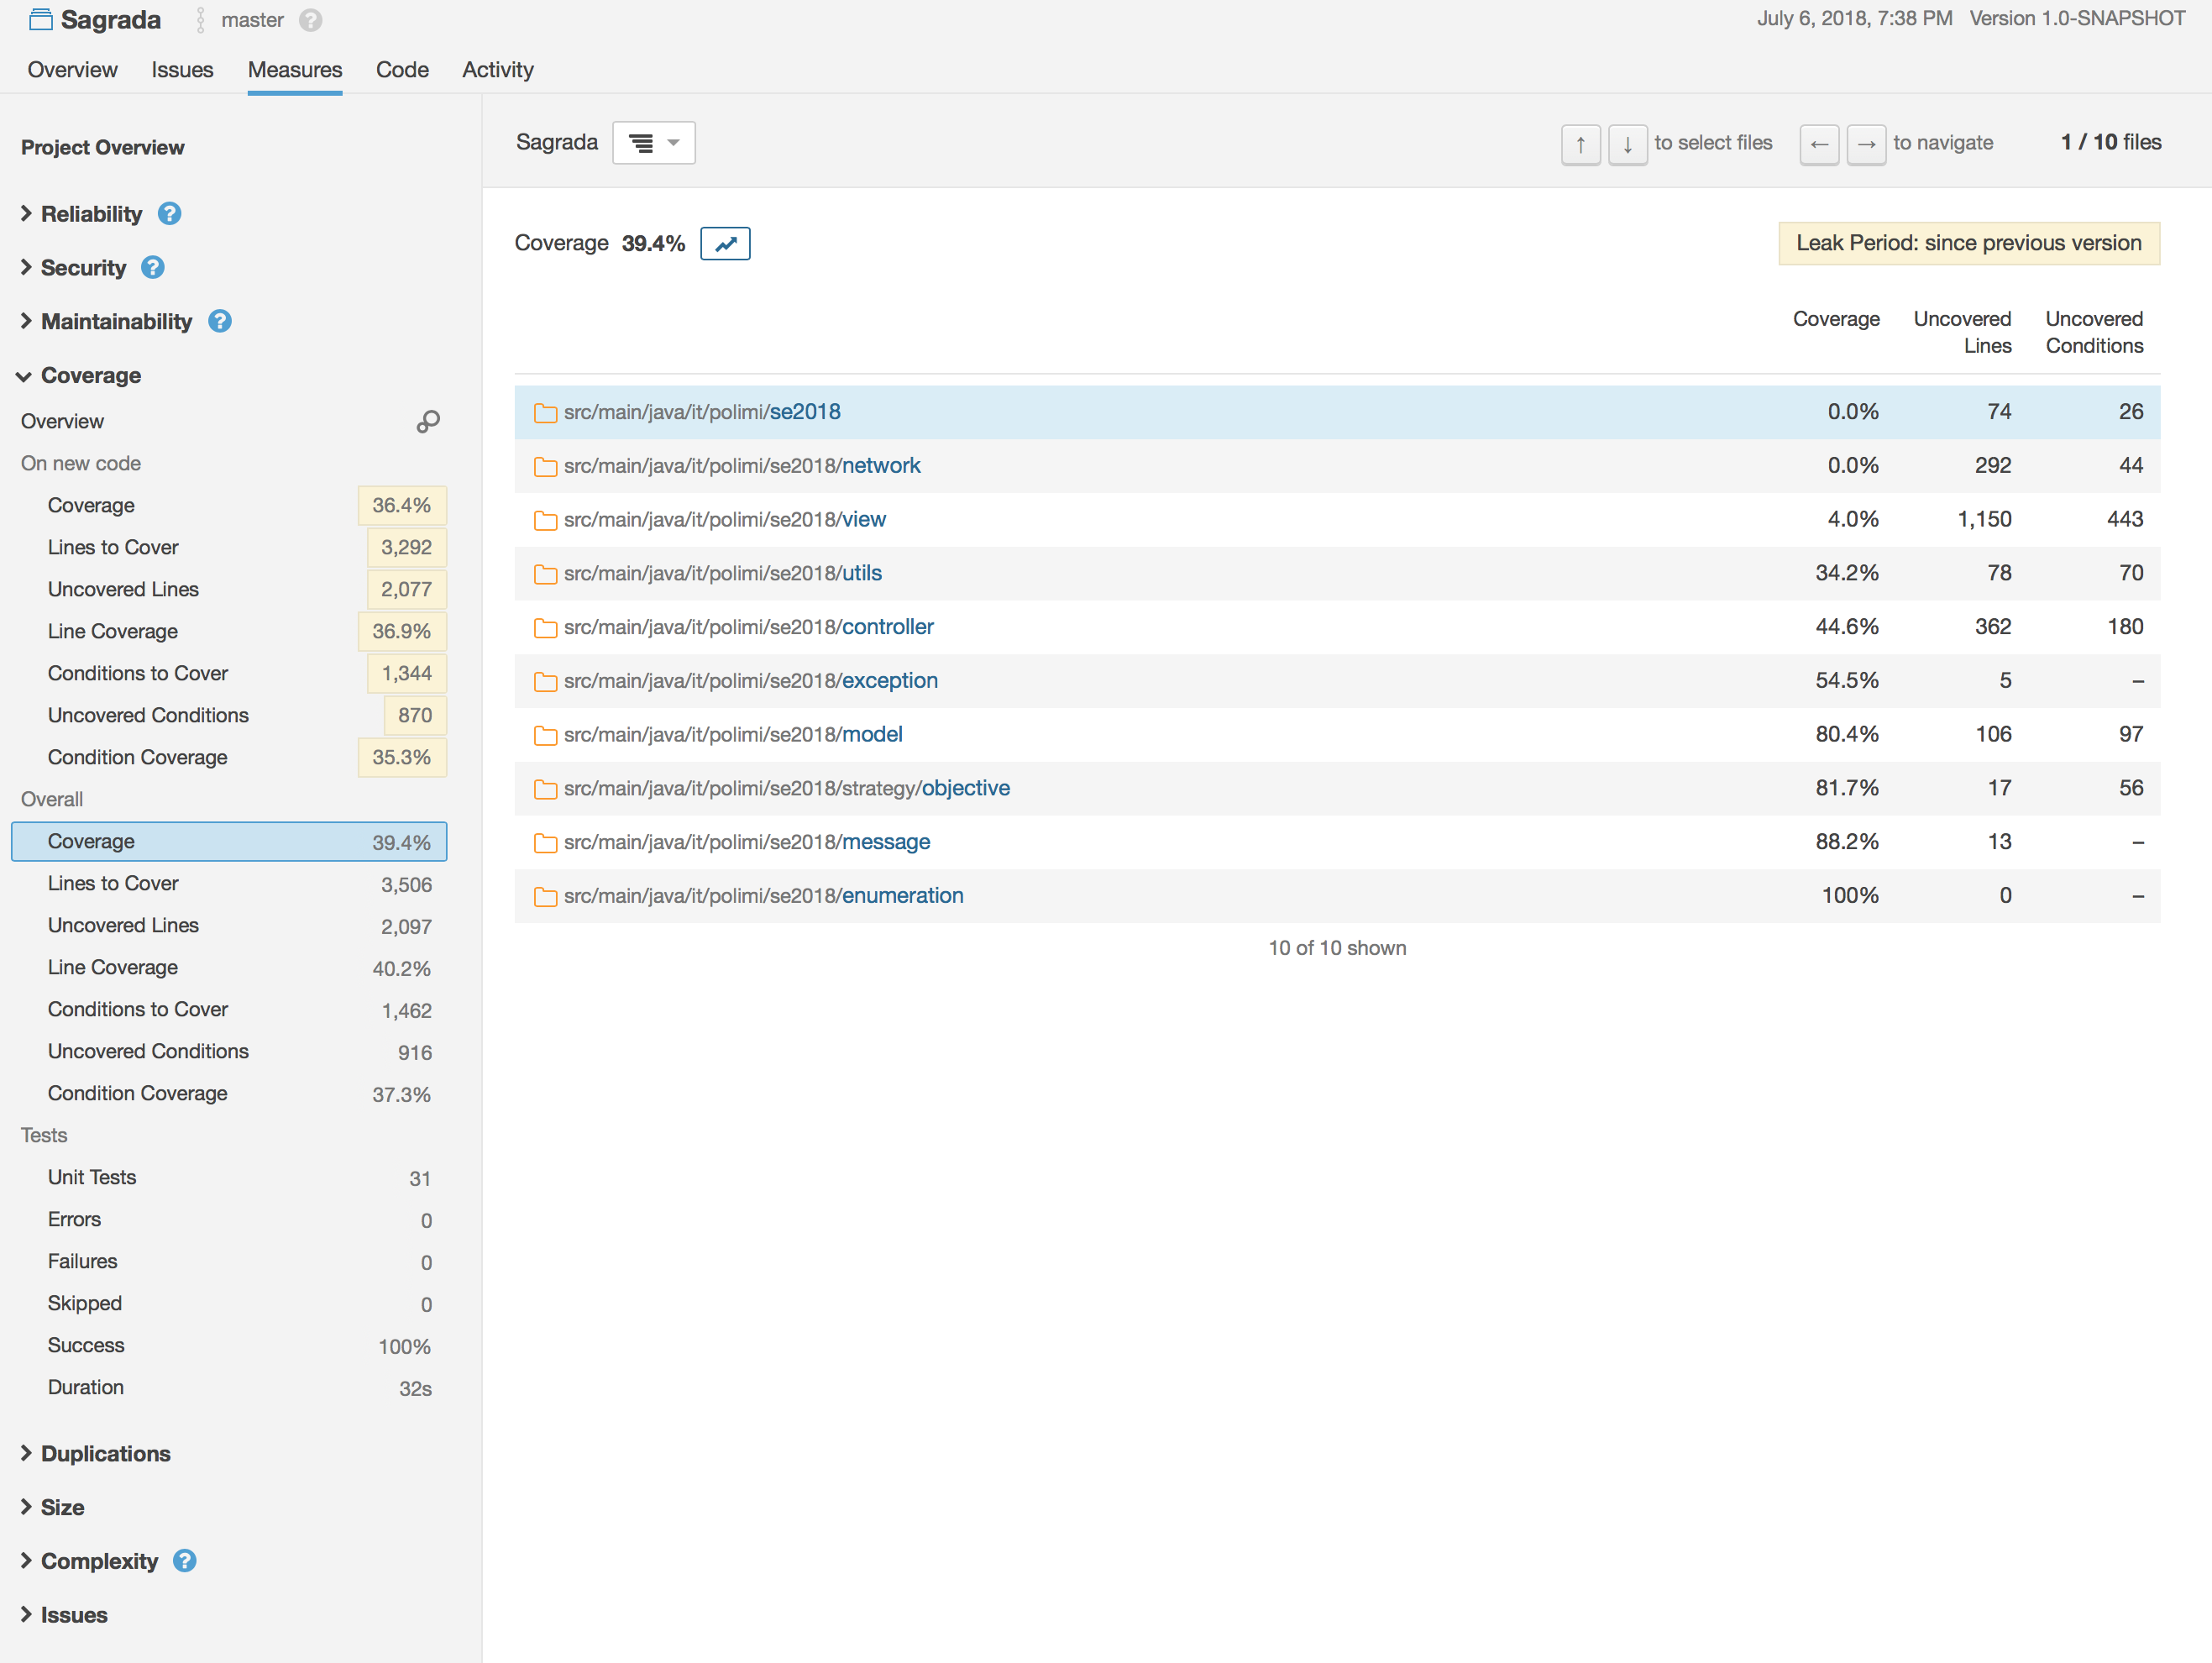 Sagrada master ? July 6, 2018, 7:38 PM Version 1.0-SNAPSHOT
Overview Issues Measures Code Activity
Project Overview
Reliability ?
Security ?
Maintainability ?
Coverage
Overview
On new code
Coverage 36.4%
Lines to Cover 3,292
Uncovered Lines 2,077
Line Coverage 36.9%
Conditions to Cover 1,344
Uncovered Conditions 870
Condition Coverage 35.3%
Overall
Coverage 39.4%
Lines to Cover 3,506
Uncovered Lines 2,097
Line Coverage 40.2%
Conditions to Cover 1,462
Uncovered Conditions 916
Condition Coverage 37.3%
Tests
Unit Tests 31
Errors 0
Failures 0
Skipped 0
Success 100%
Duration 32s
Duplications
Size
Complexity ?
Issues
Sagrada ↑ ↓ to select files ← → to navigate 1 / 10 files
Coverage 39.4% Leak Period: since previous version
Coverage Uncovered Uncovered
Lines Conditions
src/main/java/it/polimi/se2018 0.0% 74 26
src/main/java/it/polimi/se2018/network 0.0% 292 44
src/main/java/it/polimi/se2018/view 4.0% 1,150 443
src/main/java/it/polimi/se2018/utils 34.2% 78 70
src/main/java/it/polimi/se2018/controller 44.6% 362 180
src/main/java/it/polimi/se2018/exception 54.5% 5 –
src/main/java/it/polimi/se2018/model 80.4% 106 97
src/main/java/it/polimi/se2018/strategy/objective 81.7% 17 56
src/main/java/it/polimi/se2018/message 88.2% 13 –
src/main/java/it/polimi/se2018/enumeration 100% 0 –
10 of 10 shown